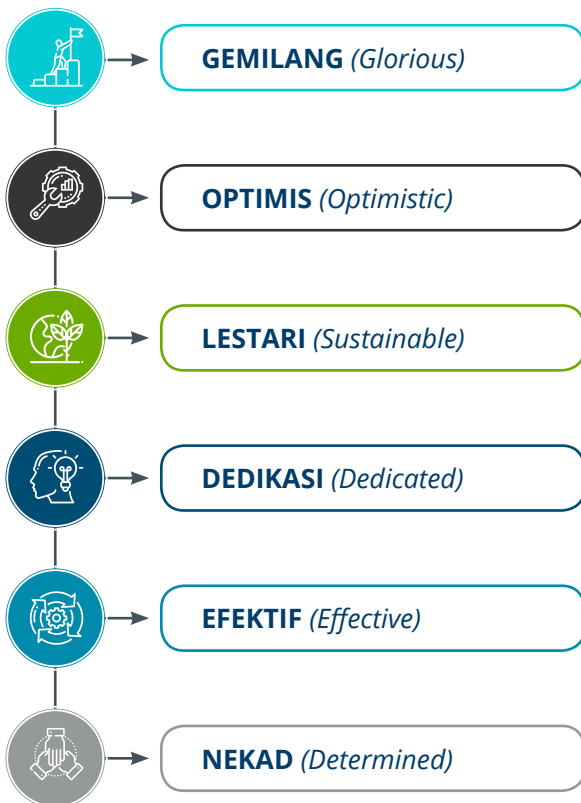 GEMILANG (Glorious)
OPTIMIS (Optimistic)
LESTARI (Sustainable)
DEDIKASI (Dedicated)
EFEKTIF (Effective)
NEKAD (Determined)